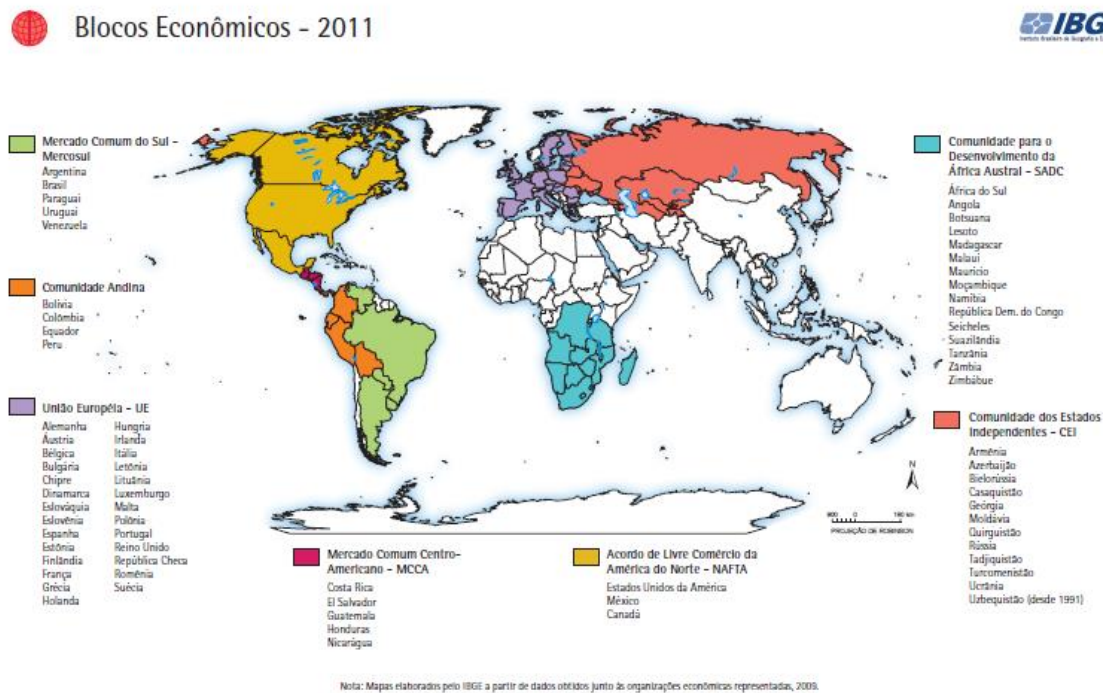 Blocos Econômicos - 2011
IBG
Mercado Comum do Sul -
Mercosul
Argentina
Brasil
Paraguai
Uruguai
Venezuela
Comunidade Andina
Bolívia
Colômbia
Equador
Peru
União Européia - UE
Alemanha
Áustria
Bélgica
Bulgária
Chipre
Dinamarca
Eslováquia
Eslovênia
Espanha
Estônia
Finlândia
França
Grécia
Holanda
Hungria
Irlanda
Itália
Letônia
Lituânia
Luxemburgo
Malta
Polônia
Portugal
Reino Unido
República Checa
Romênia
Suécia
Mercado Comum Centro-
Americano - MCCA
Costa Rica
El Salvador
Guatemala
Honduras
Nicarágua
Acordo de Livre Comércio da
América do Norte - NAFTA
Estados Unidos da América
México
Canadá
Comunidade para o
Desenvolvimento da
África Austral - SADC
África do Sul
Angola
Botsuana
Lesoto
Madagascar
Malaui
Maurício
Moçambique
Namíbia
República Dem. do Congo
Seicheles
Suazilândia
Tanzânia
Zâmbia
Zimbábue
Comunidade dos Estados
Independentes - CEI
Armênia
Azerbaijão
Bielorússia
Casaquistão
Geórgia
Moldávia
Quirguistão
Rússia
Tadjiquistão
Turcomenistão
Ucrânia
Uzbequistão (desde 1991)
N
PROJEÇÃO DE ROBINSON
Nota: Mapas elaborados pelo IBGE a partir de dados obtidos junto às organizações econômicas representadas, 2009.